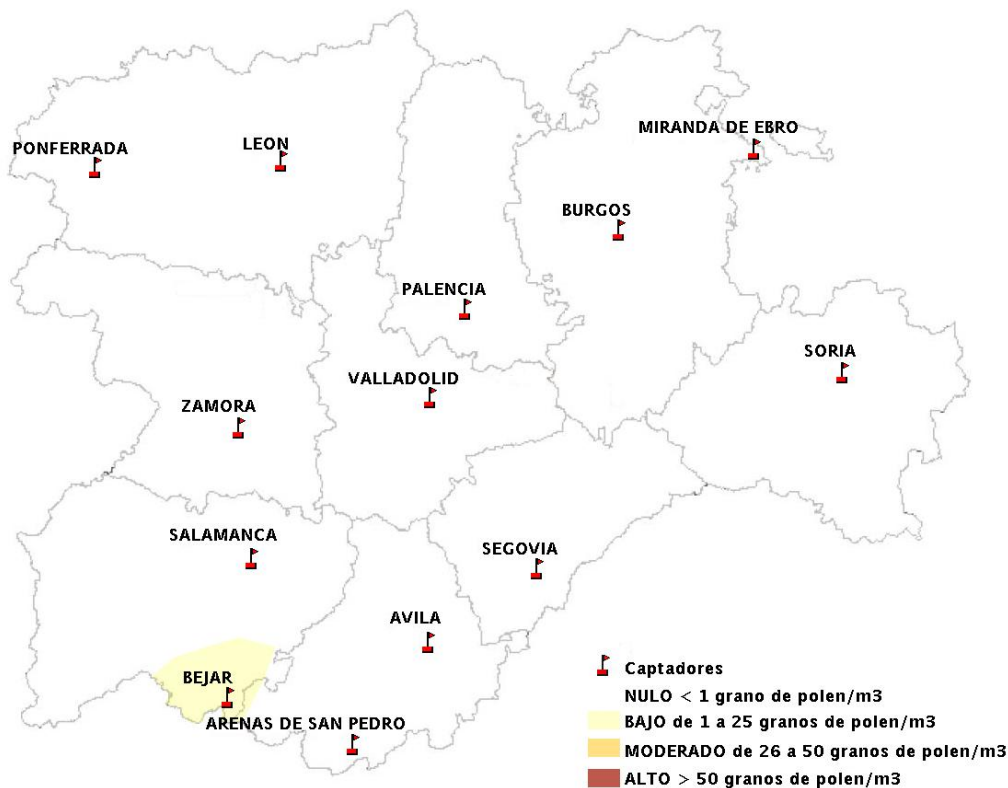 MIRANDA DE EBRO
PONFERRADA
LEON
BURGOS
PALENCIA
SORIA
VALLADOLID
ZAMORA
SALAMANCA
SEGOVIA
AVILA
BEJAR
ARENAS DE SAN PEDRO
Captadores
NULO < 1 grano de polen/m3
BAJO de 1 a 25 granos de polen/m3
MODERADO de 26 a 50 granos de polen/m3
ALTO > 50 granos de polen/m3